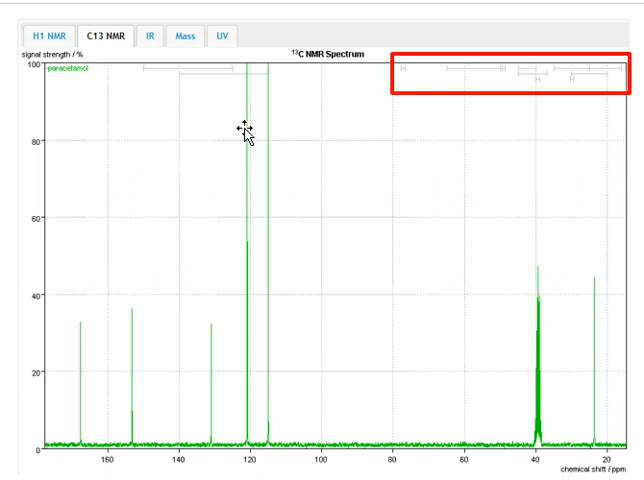 H1 NMR C13 NMR IR Mass UV
signal strength / %
13C NMR Spectrum
100
paracetamol
80
60
40
20
0
160 140 120 100 80 60 40 20
chemical shift / ppm